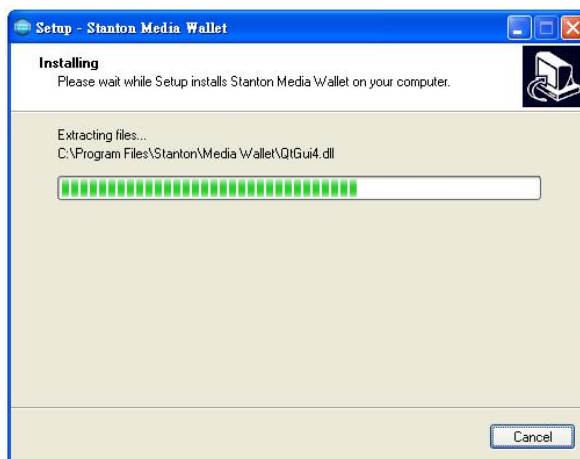 Setup - Stanton Media Wallet
Installing
Please wait while Setup installs Stanton Media Wallet on your computer.
Extracting files...
C:\Program Files\Stanton\Media Wallet\QtGui4.dll
Cancel